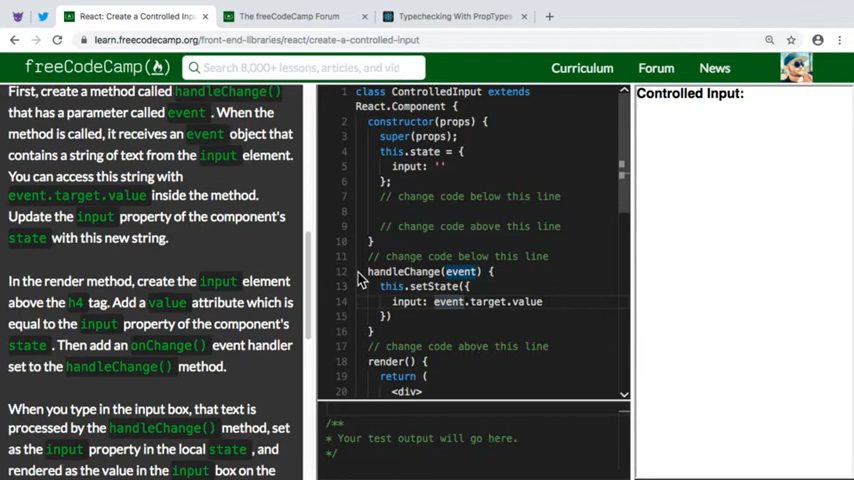 React: Create a Controlled Inpu
The freeCodeCamp Forum
Typechecking With PropTypes
learn.freecodecamp.org/front-end-libraries/react/create-a-controlled-input
freeCodeCamp
Search 8,000+ lessons, articles, and vid
Curriculum
Forum
News
First, create a method called handleChange()
that has a parameter called event . When the
method is called, it receives an event object that
contains a string of text from the input element.
You can access this string with
event.target.value inside the method.
Update the input property of the component's
state with this new string.
In the render method, create the input element
above the h4 tag. Add a value attribute which is
equal to the input property of the component's
state . Then add an onChange() event handler
set to the handleChange() method.
When you type in the input box, that text is
processed by the handleChange() method, set
as the input property in the local state , and
rendered as the value in the input box on the
1 class ControlledInput extends
React.Component {
2 constructor(props) {
3 super(props);
4 this.state = {
5 input: ''
6 };
7 // change code below this line
8
9 // change code above this line
10 }
11 // change code below this line
12 handleChange(event) {
13 this.setState({
14 input: event.target.value
15 })
16 }
17 // change code above this line
18 render() {
19 return (
20 <div>
/**
* Your test output will go here.
*/
Controlled Input: